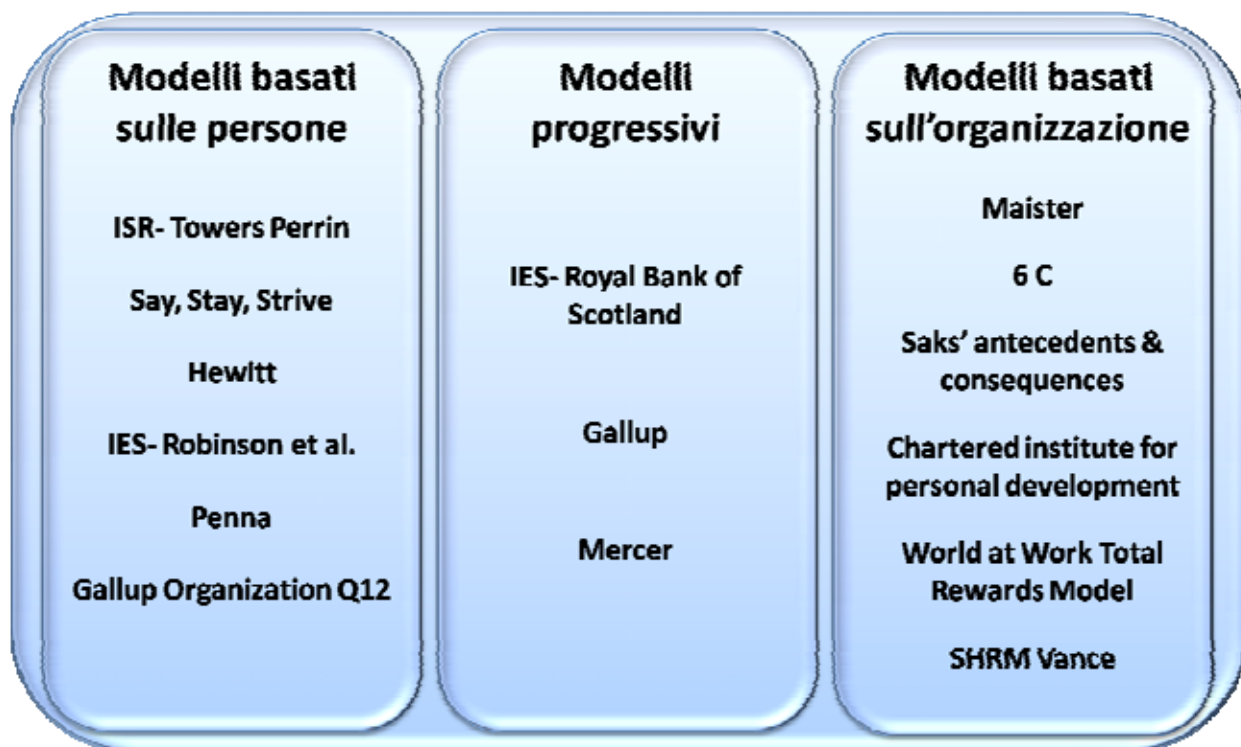 Modelli basati
sulle persone
ISR- Towers Perrin
Say, Stay, Strive
Hewitt
IES- Robinson et al.
Penna
Gallup Organization Q12
Modelli
progressivi
IES- Royal Bank of
Scotland
Gallup
Mercer
Modelli basati
sull'organizzazione
Maister
6 C
Saks' antecedents &
consequences
Chartered institute for
personal development
World at Work Total
Rewards Model
SHRM Vance